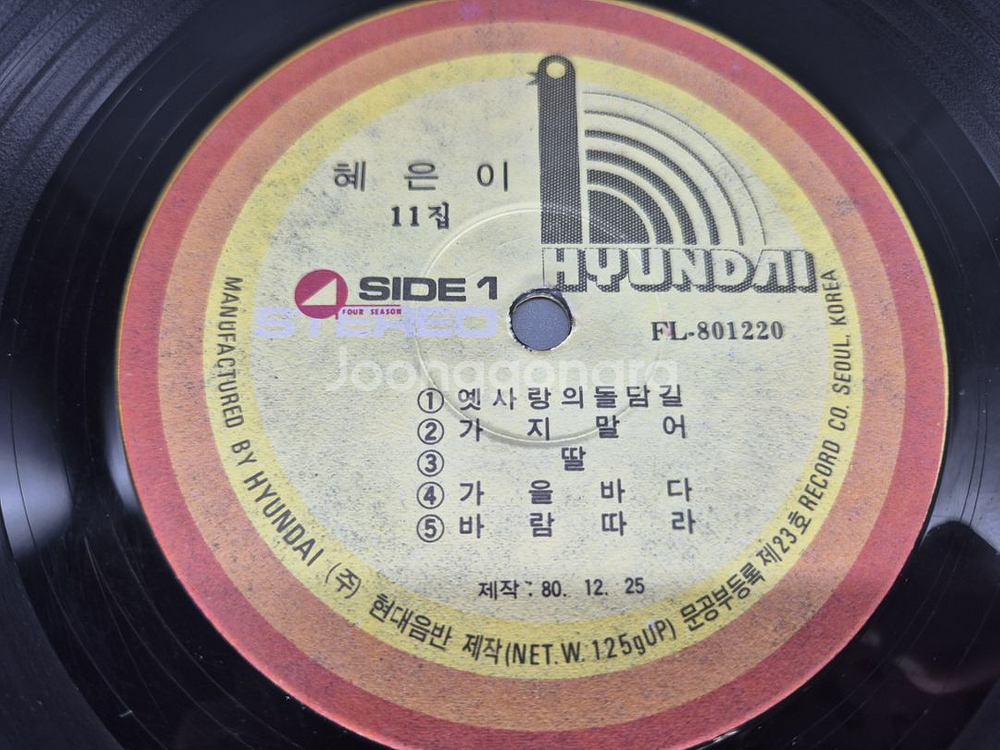 혜은이
11집
HYUNDAI
SIDE 1
FOUR SEASON
STEREO
FL-801220
Joonggonara
① 옛사랑의돌담길
② 가지말어
③ 딸
④ 가을바다
⑤ 바람따라
제작: 80. 12. 25
MANUFACTURED BY HYUNDAI (주) 현대음반 제작(NET.W. 125gUP) 문공부등록 제23호 RECORD CO. SEOUL. KOREA